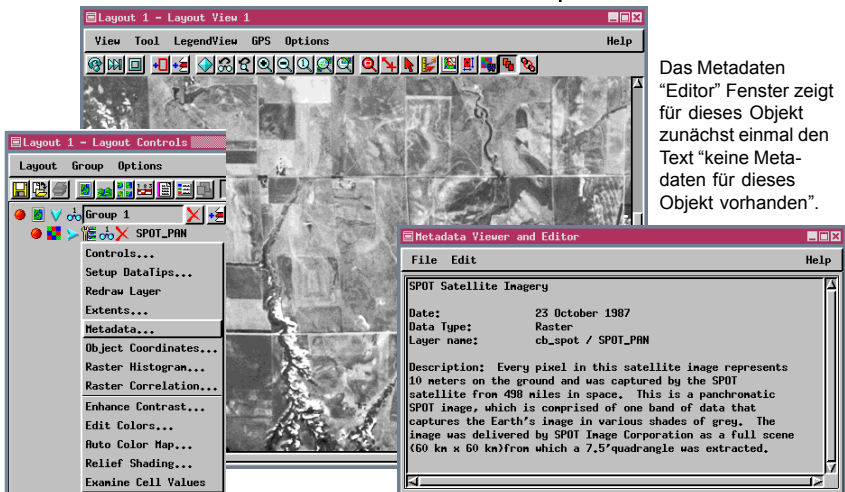 Layout 1 - Layout View 1
View Tool LegendView GPS Options Help
Das Metadaten
“Editor” Fenster zeigt
für dieses Objekt
zunächst einmal den
Text “keine Meta-
daten für dieses
Objekt vorhanden”.
Layout 1 - Layout Controls
Layout Group Options
1 Group 1
1 SPOT_PAN
Controls...
Setup DataTips...
Redraw Layer
Extents...
Metadata...
Object Coordinates...
Raster Histogram...
Raster Correlation...
Enhance Contrast...
Edit Colors...
Auto Color Map...
Relief Shading...
Examine Cell Values
Metadata Viewer and Editor
File Edit Help
SPOT Satellite Imagery
Date: 23 October 1987
Data Type: Raster
Layer name: cb_spot / SPOT_PAN
Description: Every pixel in this satellite image represents
10 meters on the ground and was captured by the SPOT
satellite from 498 miles in space. This is a panchromatic
SPOT image, which is comprised of one band of data that
captures the Earth's image in various shades of grey. The
image was delivered by SPOT Image Corporation as a full scene
(60 km x 60 km)from which a 7.5'quadrangle was extracted.